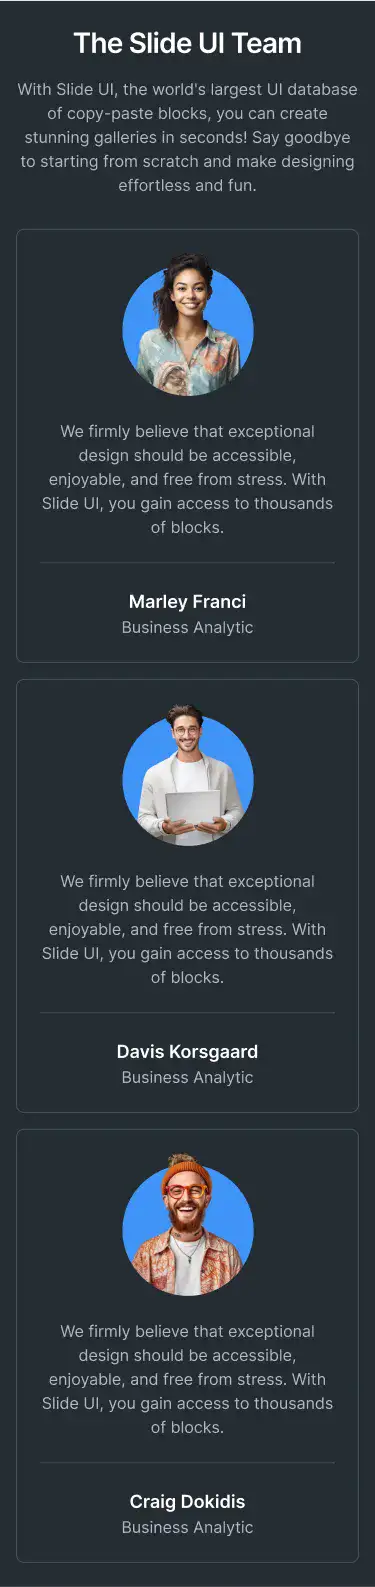 The Slide UI Team
With Slide UI, the world's largest UI database
of copy-paste blocks, you can create
stunning galleries in seconds! Say goodbye
to starting from scratch and make designing
effortless and fun.
We firmly believe that exceptional
design should be accessible,
enjoyable, and free from stress. With
Slide UI, you gain access to thousands
of blocks.
Marley Franci
Business Analytic
We firmly believe that exceptional
design should be accessible,
enjoyable, and free from stress. With
Slide UI, you gain access to thousands
of blocks.
Davis Korsgaard
Business Analytic
We firmly believe that exceptional
design should be accessible,
enjoyable, and free from stress. With
Slide UI, you gain access to thousands
of blocks.
Craig Dokidis
Business Analytic